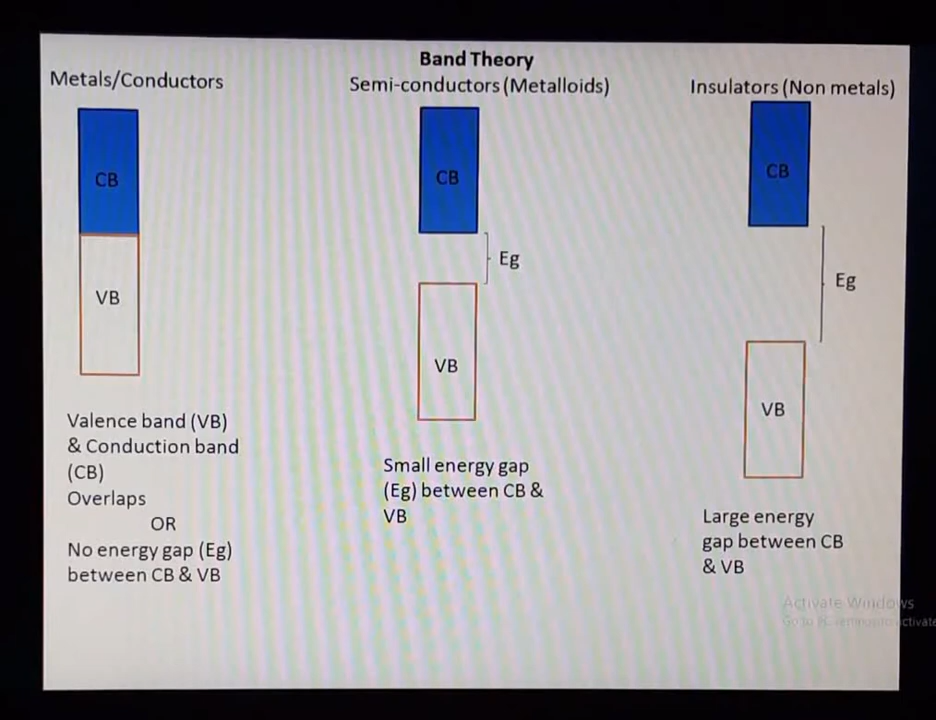 Band Theory
Metals/Conductors
Semi-conductors (Metalloids)
Insulators (Non metals)
CB
CB
CB
VB
Eg
Eg
VB
VB
Valence band (VB)
& Conduction band
(CB)
Overlaps
OR
No energy gap (Eg)
between CB & VB
Small energy gap
(Eg) between CB &
VB
Large energy
gap between CB
& VB
Activate Windows
Go to